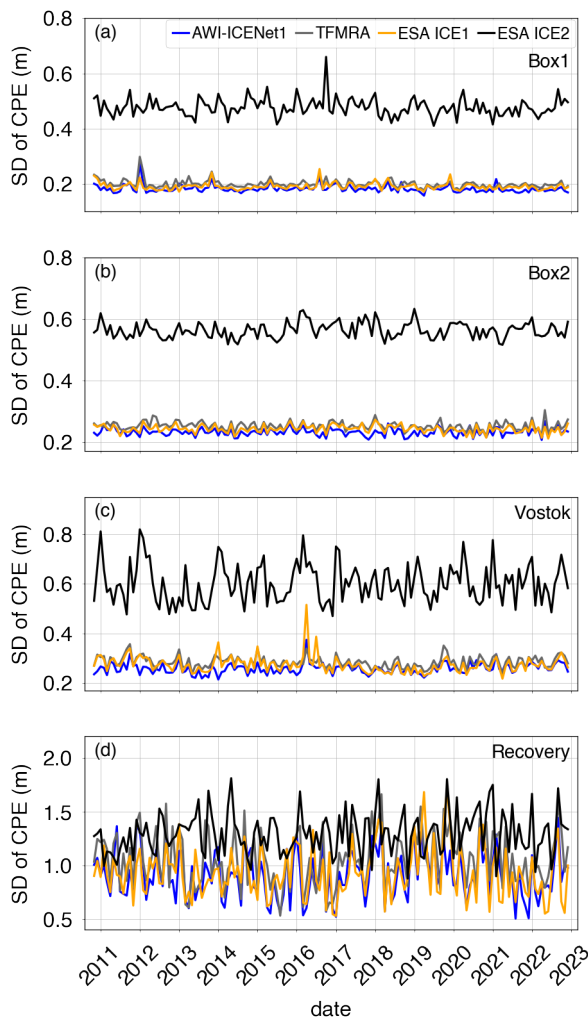 (a) AWI-ICENet1 TFMRA ESA ICE1 ESA ICE2
Box1
SD of CPE (m)
0.8
0.6
0.4
0.2
(b) Box2
SD of CPE (m)
0.8
0.6
0.4
0.2
(c) Vostok
SD of CPE (m)
0.8
0.6
0.4
0.2
(d) Recovery
SD of CPE (m)
2.0
1.5
1.0
0.5
2011 2012 2013 2014 2015 2016 2017 2018 2019 2020 2021 2022 2023
date